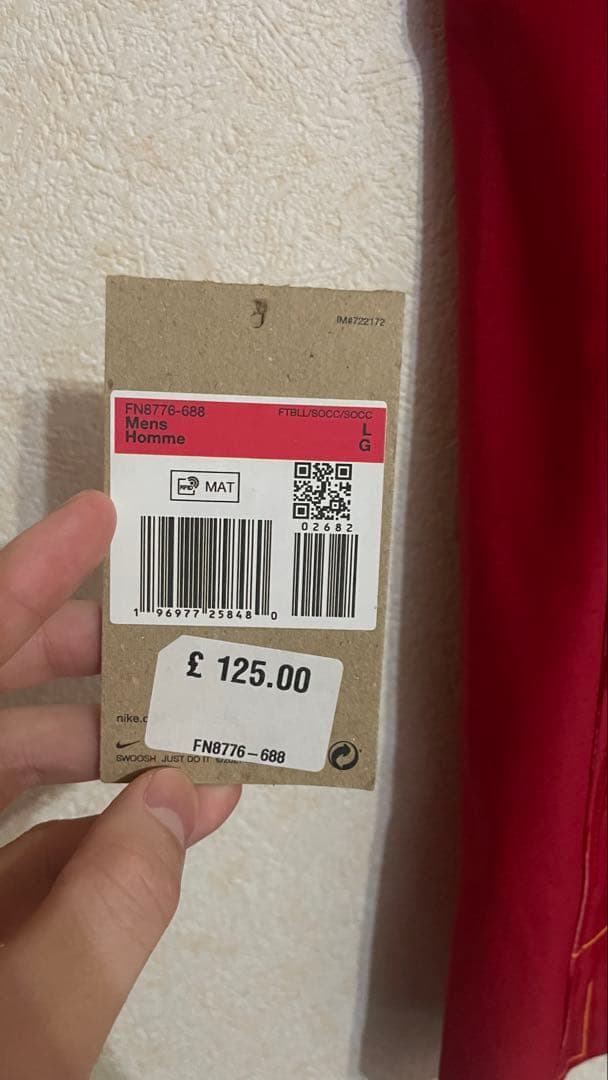 IM#722172
FN8776-688 FTBLL/SOCC/SOCC
Mens L
Homme G
MAT
02682
1 96977 25848 0
£ 125.00
nike.c
FN8776-688
SWOOSH JUST DO IT